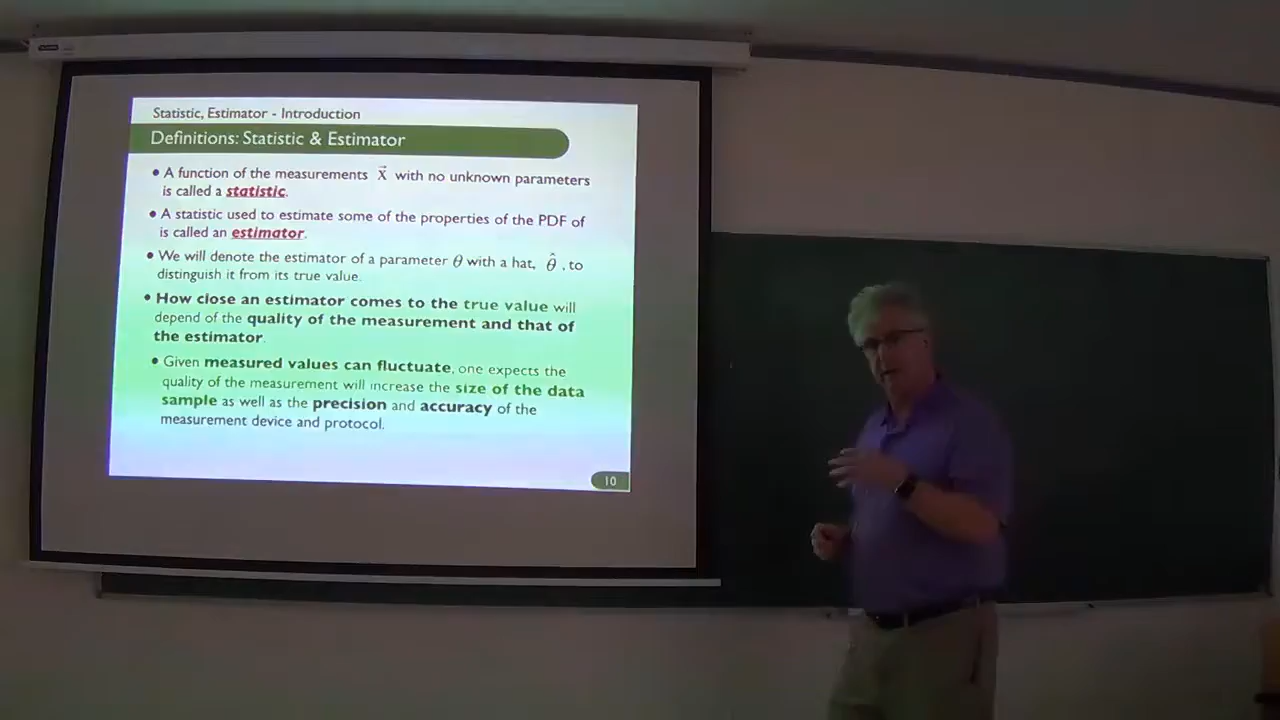 Statistic, Estimator - Introduction
Definitions: Statistic & Estimator
• A function of the measurements x⃗ with no unknown parameters
is called a statistic.
• A statistic used to estimate some of the properties of the PDF of
is called an estimator.
• We will denote the estimator of a parameter θ with a hat, θ̂ , to
distinguish it from its true value.
• How close an estimator comes to the true value will
depend of the quality of the measurement and that of
the estimator.
• Given measured values can fluctuate, one expects the
quality of the measurement will increase the size of the data
sample as well as the precision and accuracy of the
measurement device and protocol.
10